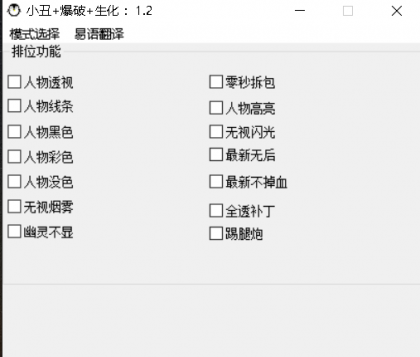 小丑+爆破+生化：1.2
模式选择 易语翻译
排位功能
人物透视 零秒拆包
人物线条 人物高亮
人物黑色 无视闪光
人物彩色 最新无后
人物没色 最新不掉血
无视烟雾 全透补丁
幽灵不显 踢腿炮